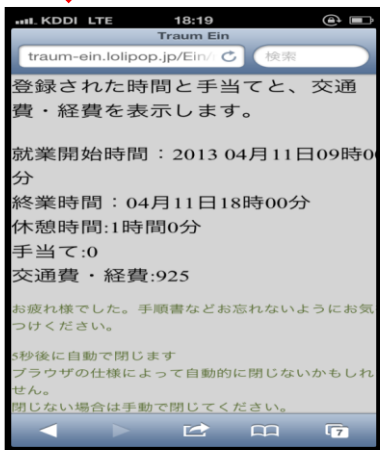 KDDI LTE 18:19
Traum Ein
traum-ein.lolipop.jp/Ein/ 検索
登録された時間と手当てと、交通
費・経費を表示します。
就業開始時間：2013 04月11日09時00
分
終業時間：04月11日18時00分
休憩時間:1時間0分
手当て:0
交通費・経費:925
お疲れ様でした。手順書などお忘れないようにお気
つけください。
5秒後に自動で閉じます
ブラウザの仕様によって自動的に閉じないかもしれ
せん。
閉じない場合は手動で閉じてください。
7